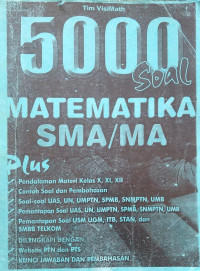 Tim VisiMath
5000
Soal
MATEMATIKA
SMA/MA
Plus
Pendalaman Materi Kelas X, XI, XII
Contoh Soal dan Pembahasan
Soal-soal UAS, UN, UMPTN, SPMB, SNMPTN, UMB
Pemantapan Soal UAS, UN, UMPTN, SPMB, SNMPTN, UMB
Pemantapan Soal USM UGM, ITB, STAN, dan
SMBB TELKOM
DILENGKAPI DENGAN
Website PTN dan PTS
KUNCI JAWABAN DAN PEMBAHASAN